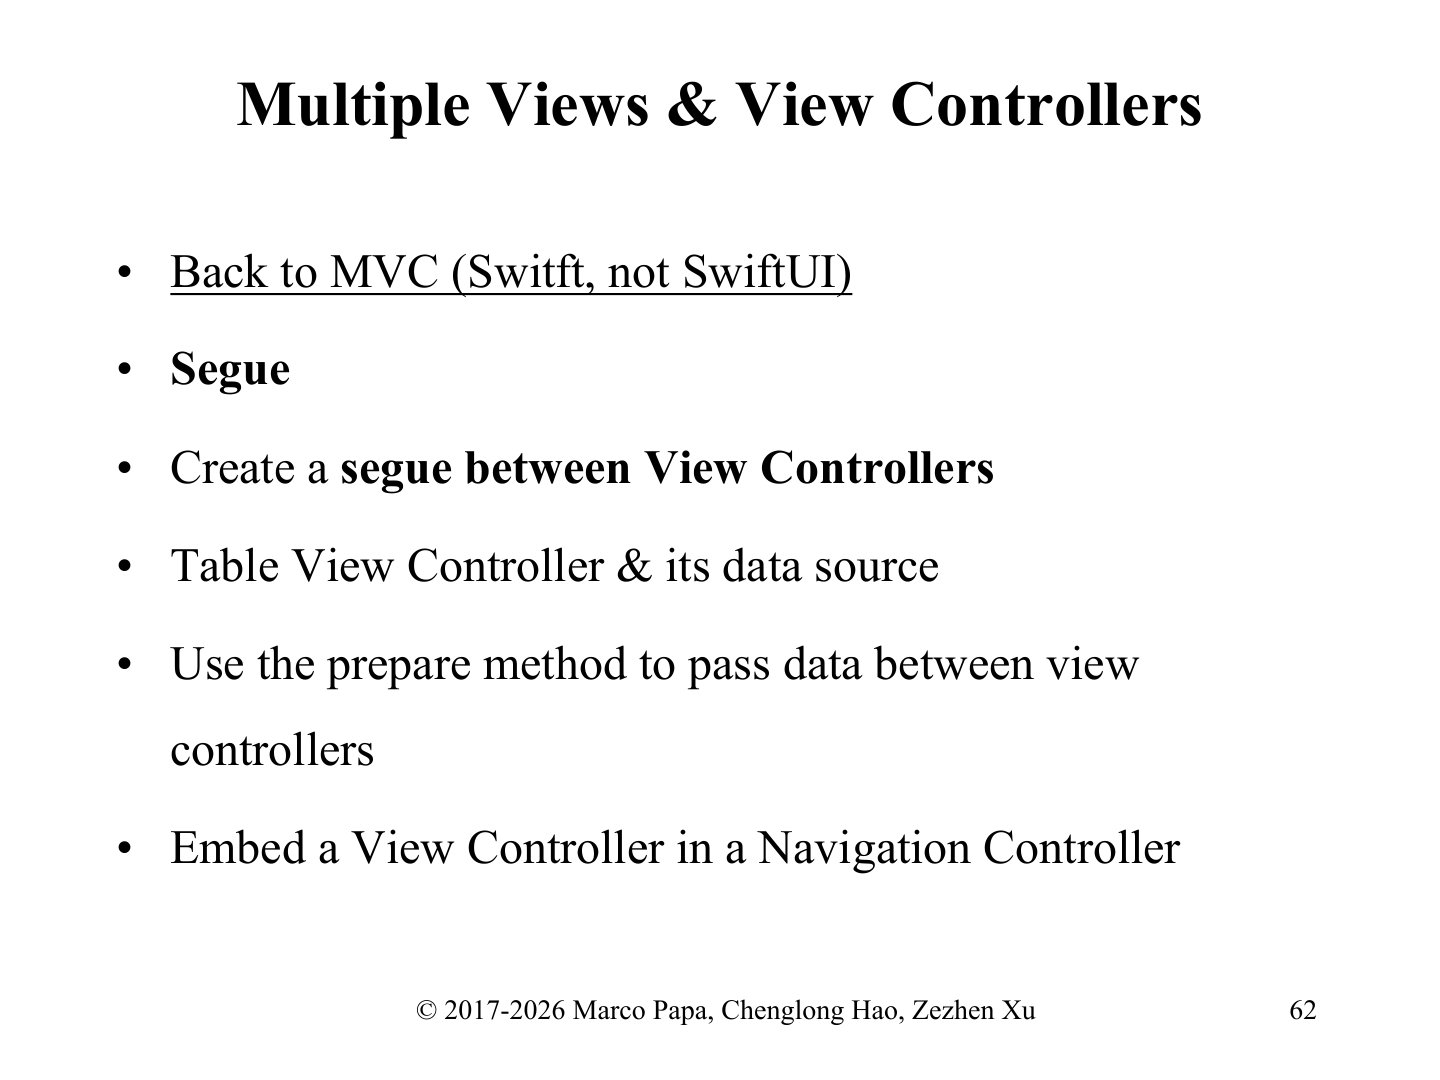 Multiple Views & View Controllers
• Back to MVC (Switft, not SwiftUI)
• Segue
• Create a segue between View Controllers
• Table View Controller & its data source
• Use the prepare method to pass data between view
controllers
• Embed a View Controller in a Navigation Controller
© 2017-2026 Marco Papa, Chenglong Hao, Zezhen Xu 62